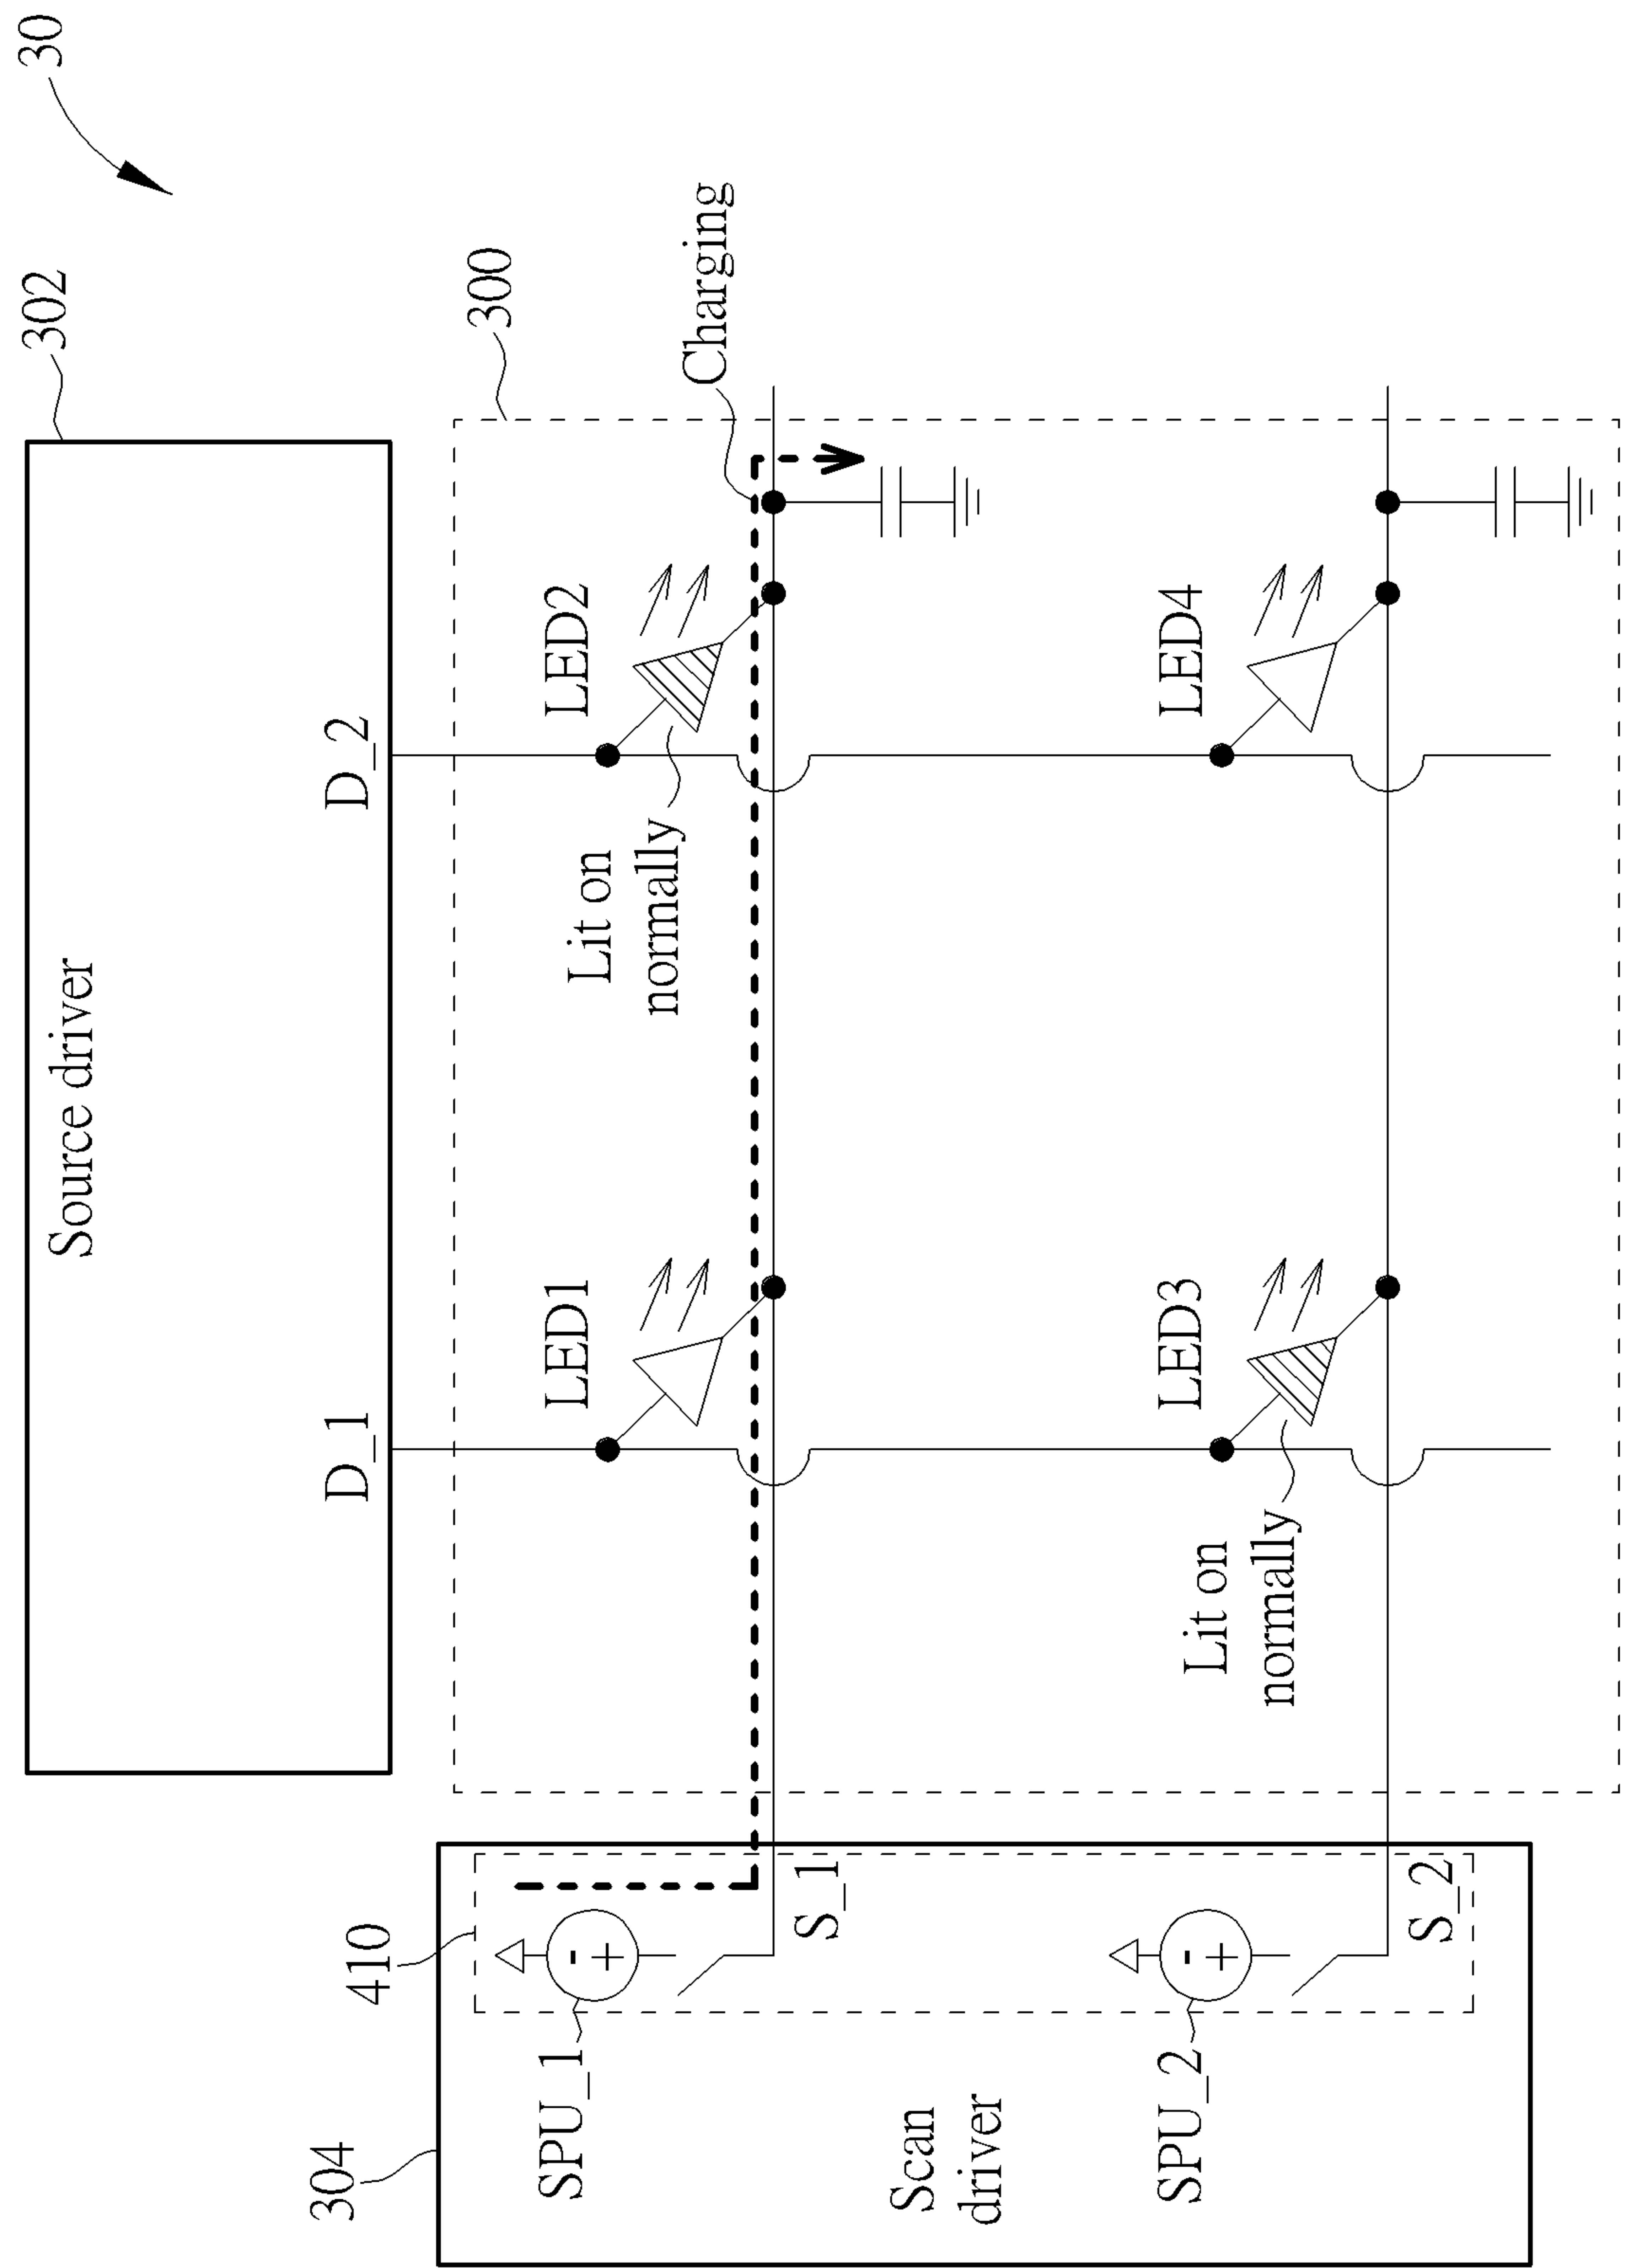 30
302
Source driver
D_1
D_2
300
Charging
LED1
LED2
Lit on
normally
410
SPU_1
S_1
304
Scan
driver
LED3
LED4
Lit on
normally
SPU_2
S_2